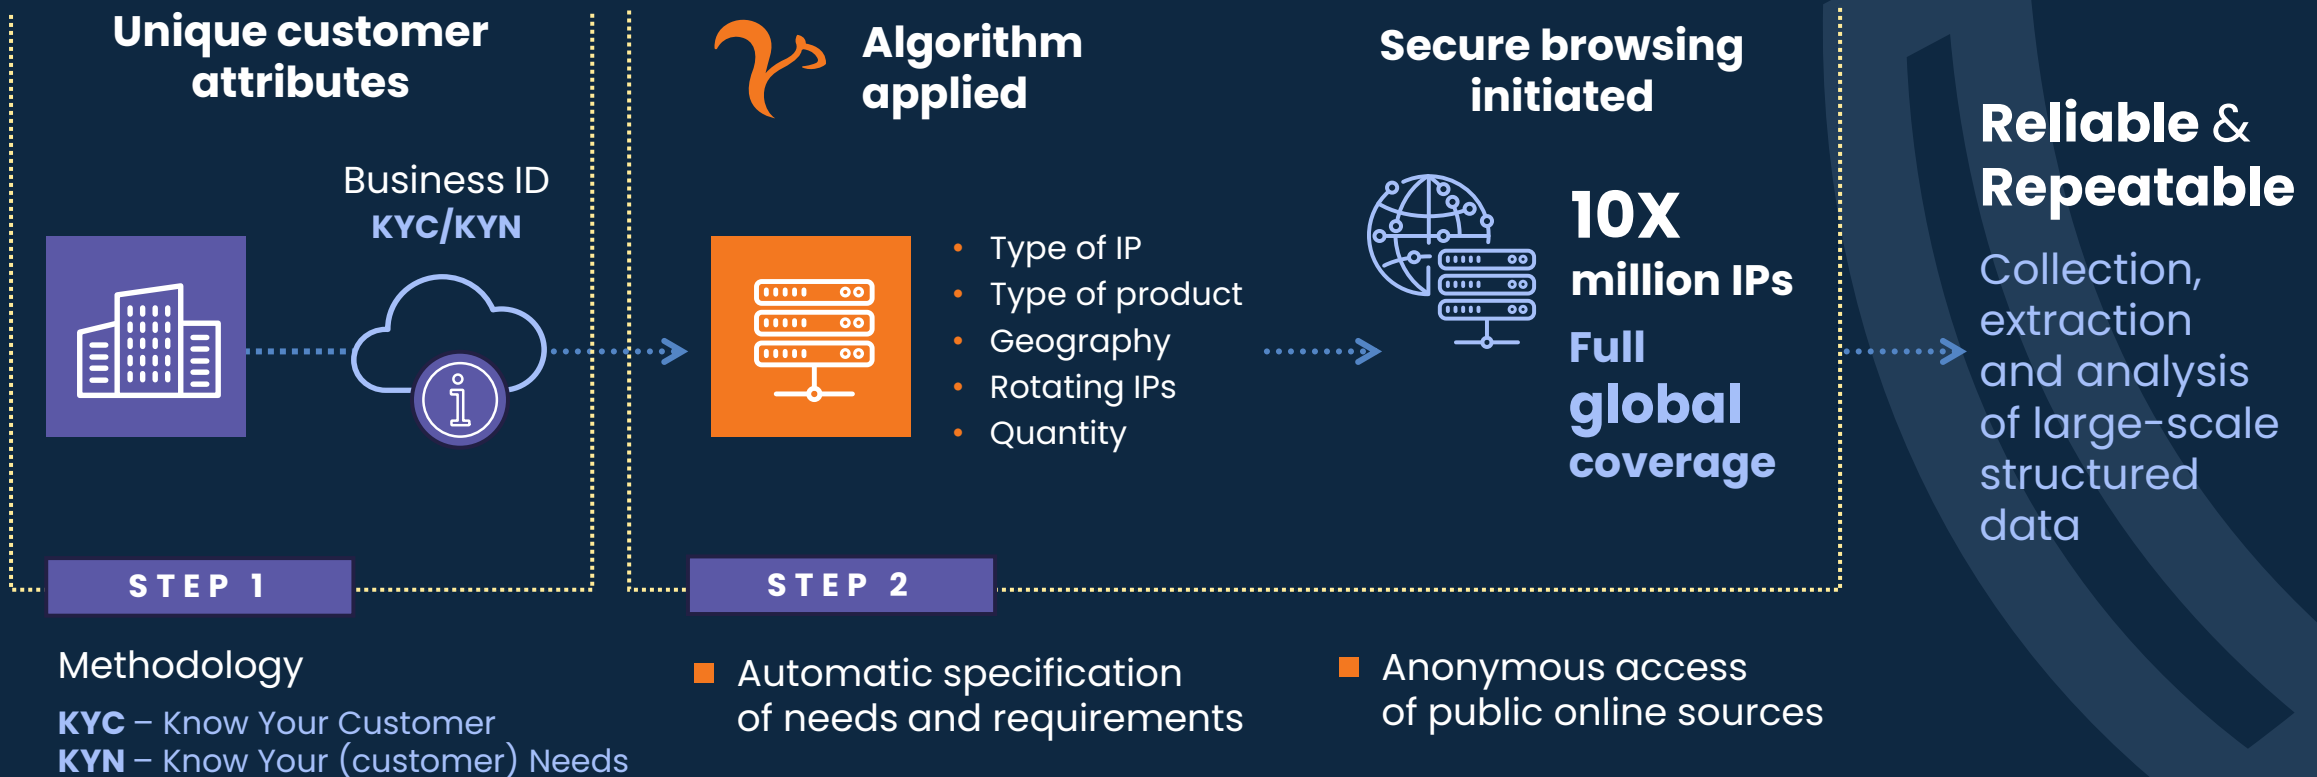 Unique customer
attributes
Business ID
KYC/KYN
STEP 1
Methodology
KYC – Know Your Customer
KYN – Know Your (customer) Needs
Algorithm
applied
• Type of IP
• Type of product
• Geography
• Rotating IPs
• Quantity
STEP 2
Automatic specification
of needs and requirements
Secure browsing
initiated
10X
million IPs
Full
global
coverage
Anonymous access
of public online sources
Reliable &
Repeatable
Collection,
extraction
and analysis
of large-scale
structured
data